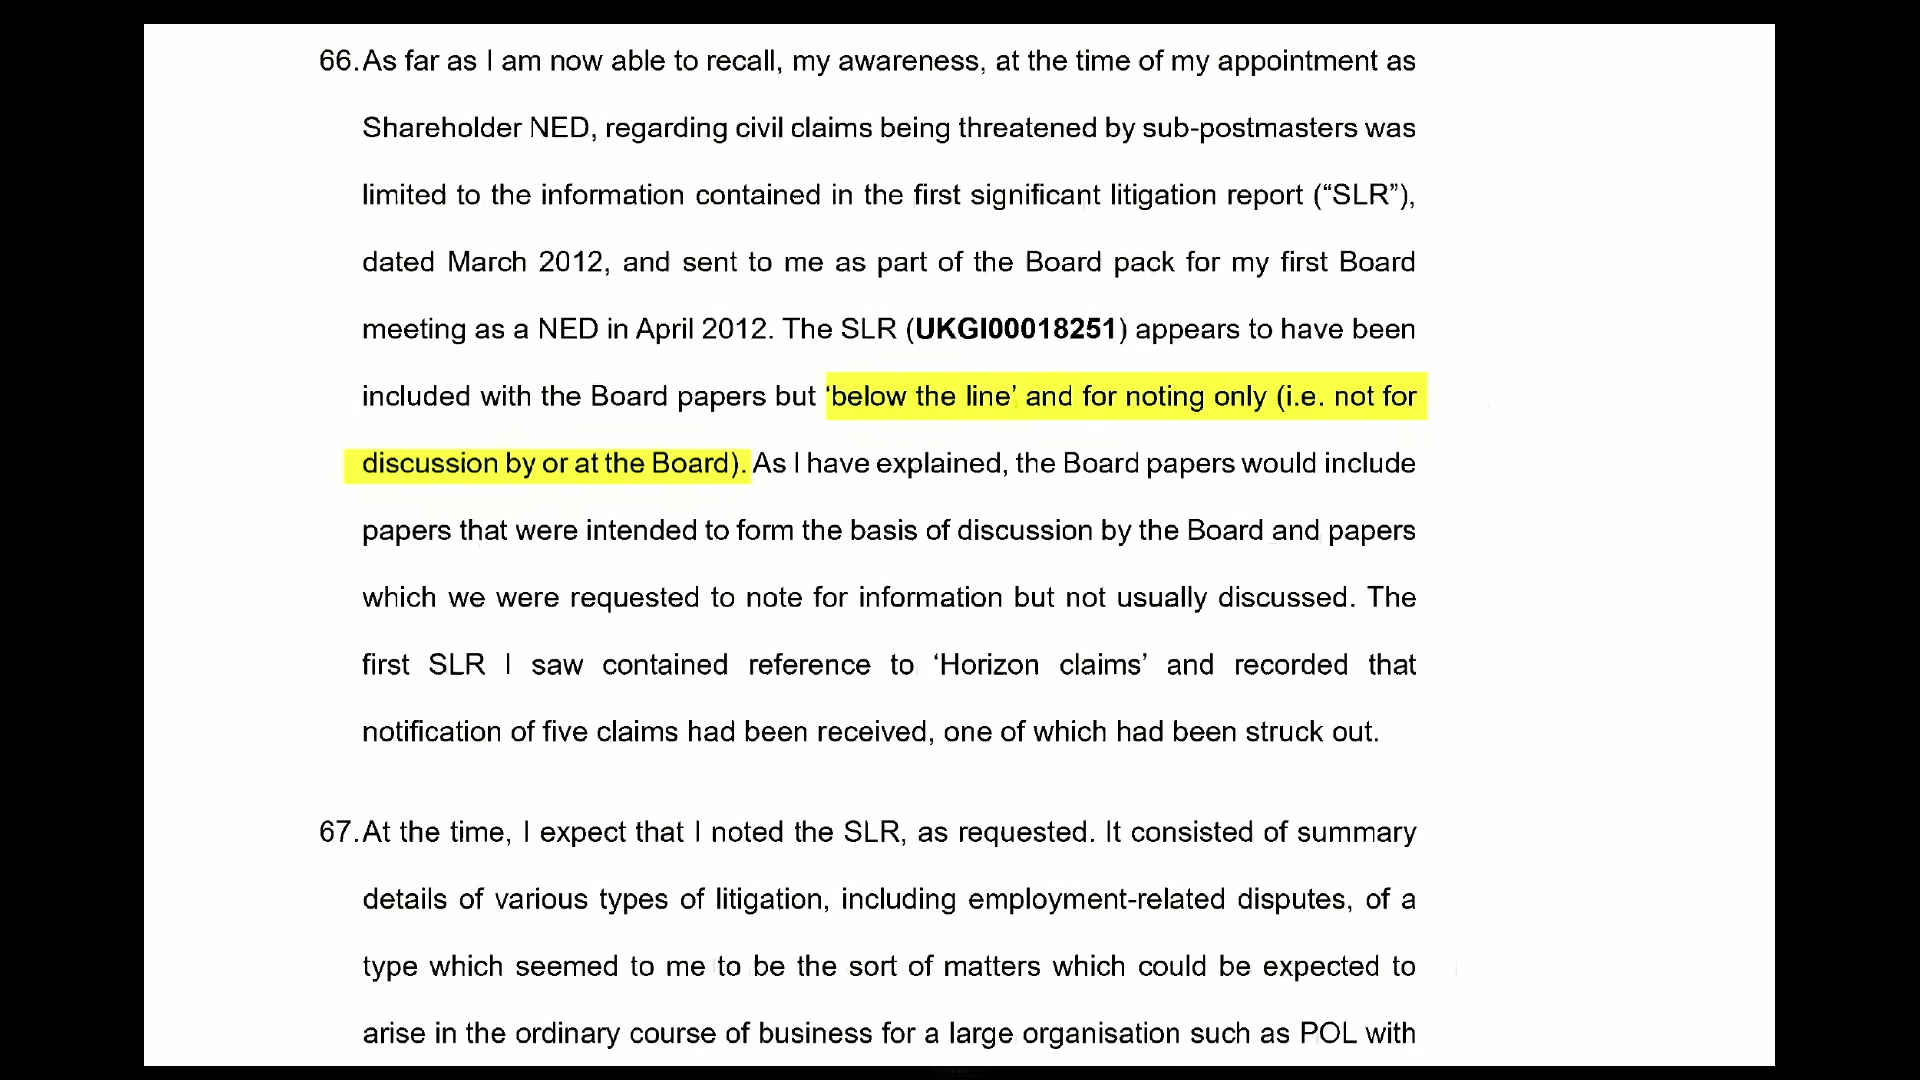 66.As far as I am now able to recall, my awareness, at the time of my appointment as
Shareholder NED, regarding civil claims being threatened by sub-postmasters was
limited to the information contained in the first significant litigation report (“SLR”),
dated March 2012, and sent to me as part of the Board pack for my first Board
meeting as a NED in April 2012. The SLR (UKGI00018251) appears to have been
included with the Board papers but ‘below the line’ and for noting only (i.e. not for
discussion by or at the Board). As I have explained, the Board papers would include
papers that were intended to form the basis of discussion by the Board and papers
which we were requested to note for information but not usually discussed. The
first SLR I saw contained reference to ‘Horizon claims’ and recorded that
notification of five claims had been received, one of which had been struck out.
67.At the time, I expect that I noted the SLR, as requested. It consisted of summary
details of various types of litigation, including employment-related disputes, of a
type which seemed to me to be the sort of matters which could be expected to
arise in the ordinary course of business for a large organisation such as POL with